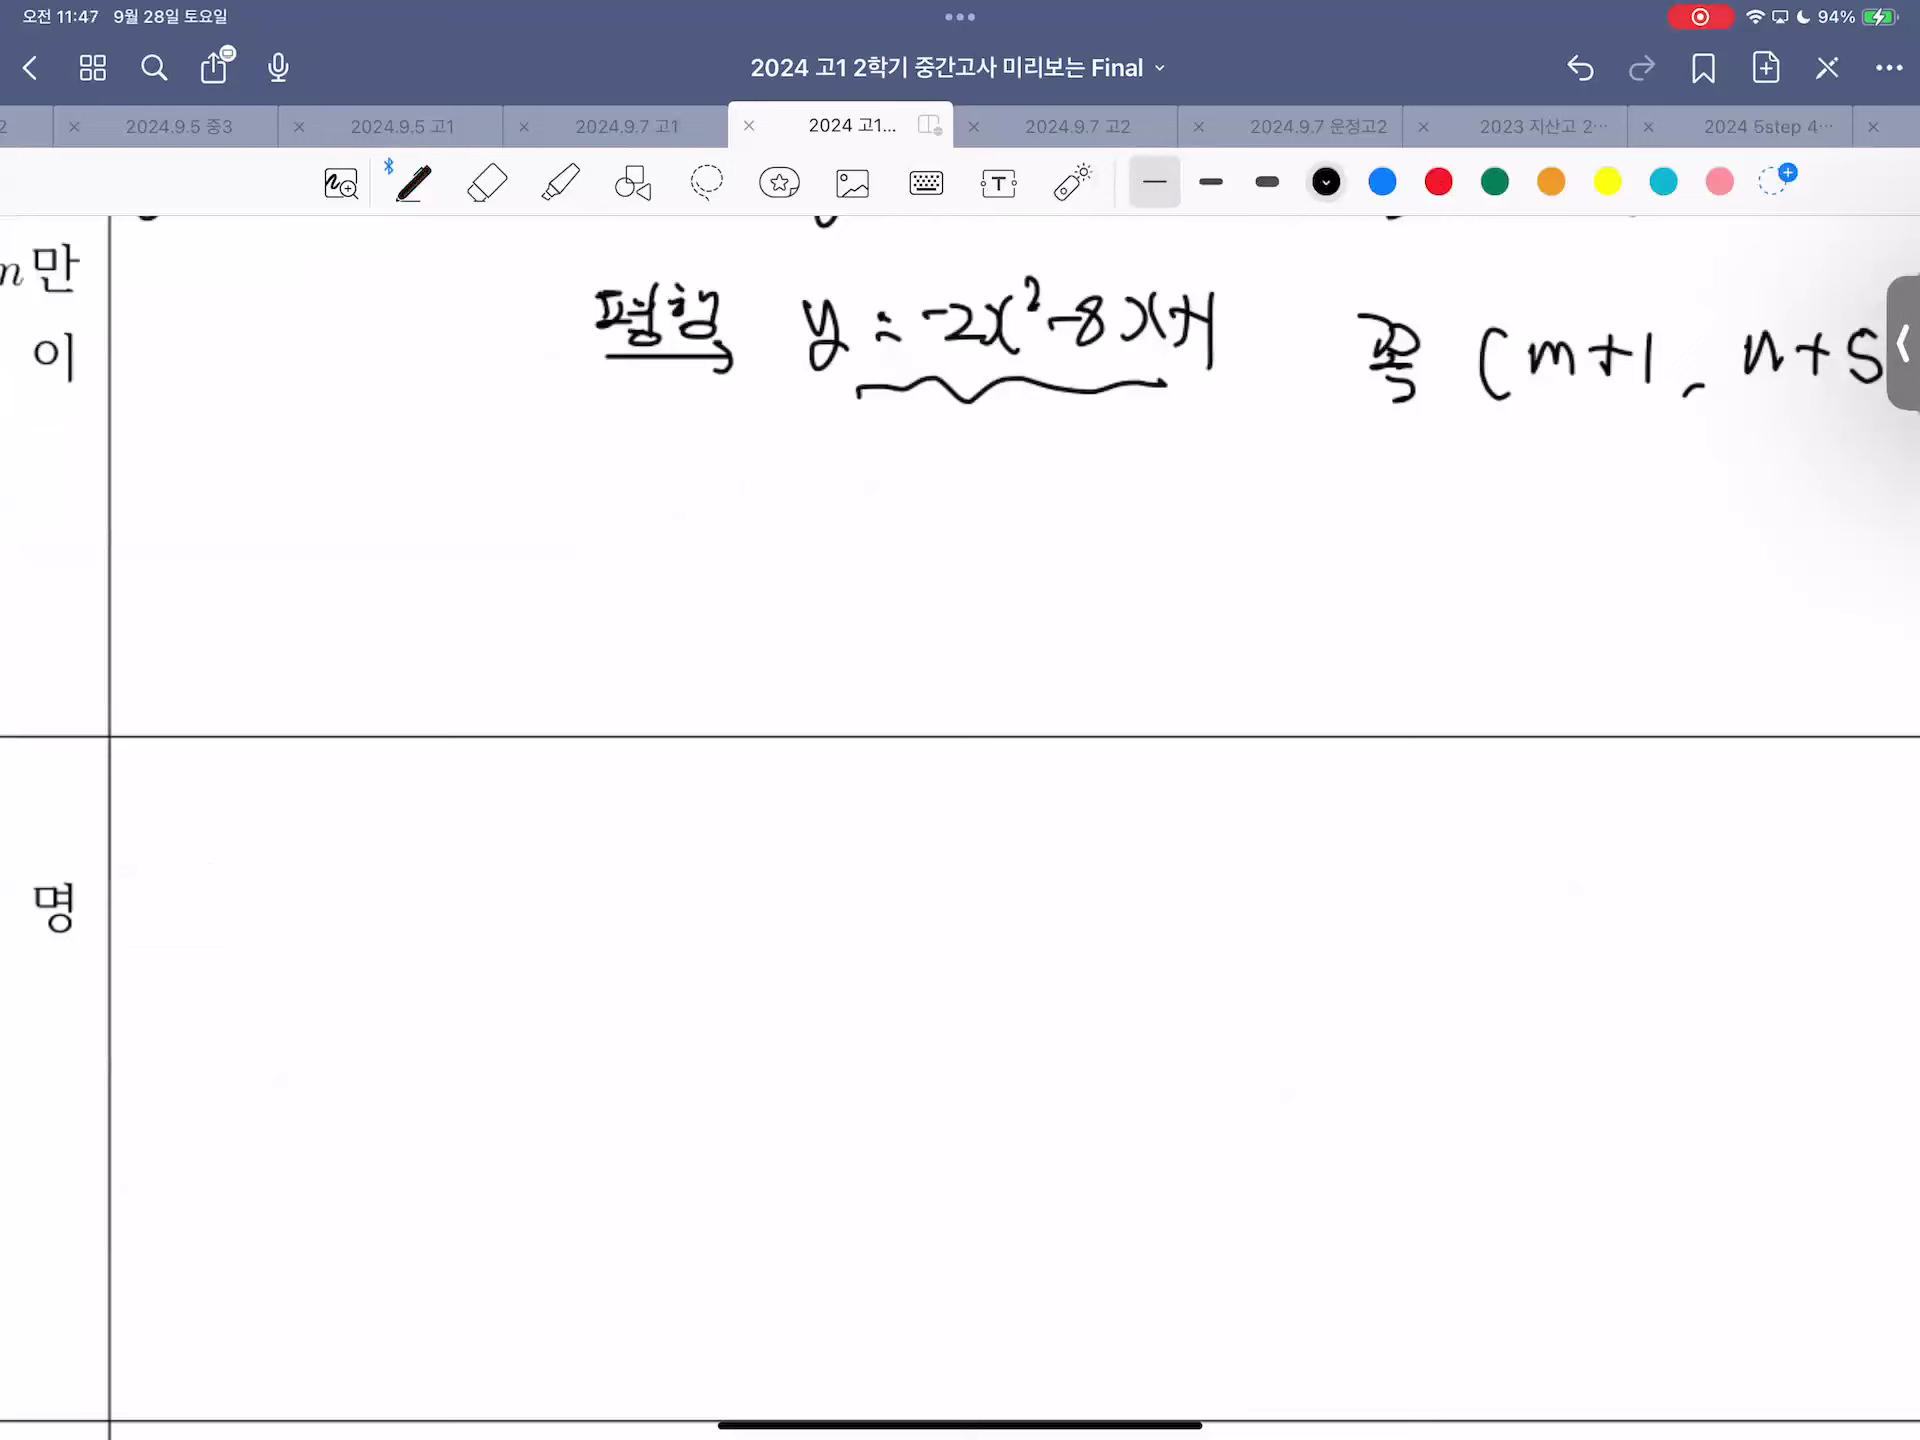 오전 11:47 9월 28일 토요일
94%
2024 고1 2학기 중간고사 미리보는 Final
2 2024.9.5 중3 2024.9.5 고1 2024.9.7 고1 2024 고1... 2024.9.7 고2 2024.9.7 운정고2 2023 지산고 2... 2024 5step 4...
T
n만
이
평행 y = -2x²-8x+1
꼭 (m+1, n+5
명